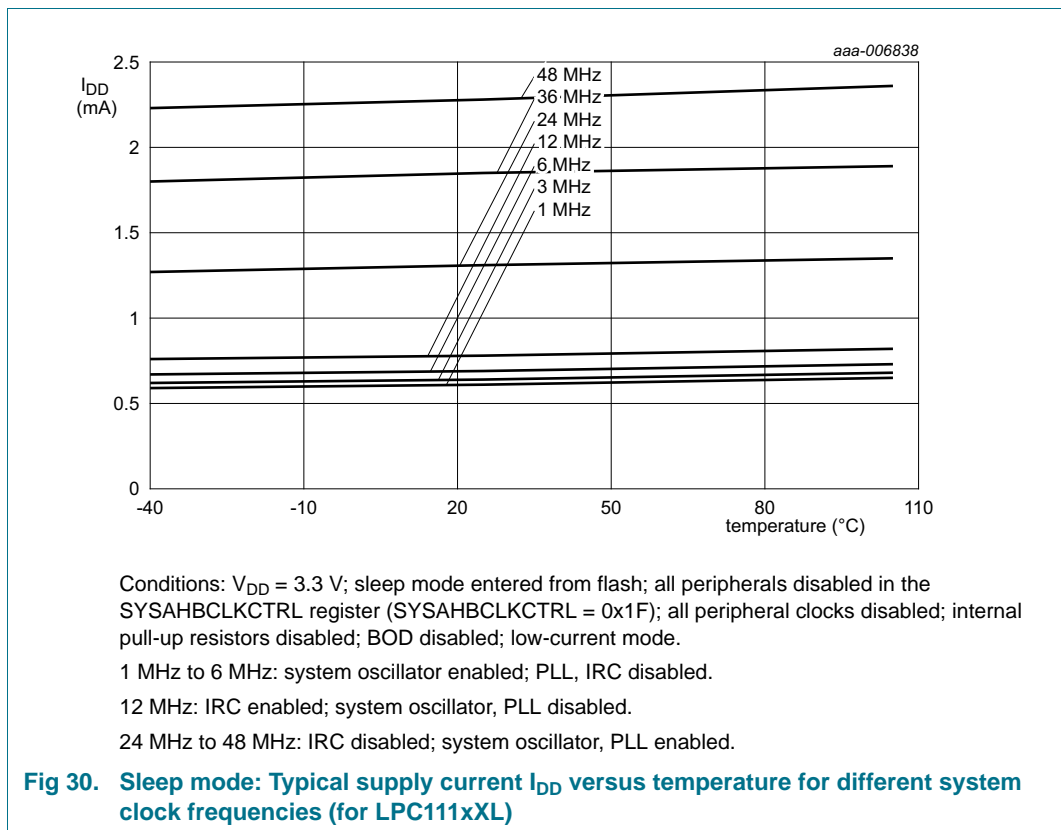 aaa-006838
2.5
I_DD
(mA)
48 MHz
36 MHz
24 MHz
2
12 MHz
6 MHz
3 MHz
1 MHz
1.5
1
0.5
0
-40
-10
20
50
80
110
temperature (°C)
Conditions: V_DD = 3.3 V; sleep mode entered from flash; all peripherals disabled in the
SYSAHBCLKCTRL register (SYSAHBCLKCTRL = 0x1F); all peripheral clocks disabled; internal
pull-up resistors disabled; BOD disabled; low-current mode.
1 MHz to 6 MHz: system oscillator enabled; PLL, IRC disabled.
12 MHz: IRC enabled; system oscillator, PLL disabled.
24 MHz to 48 MHz: IRC disabled; system oscillator, PLL enabled.
Fig 30. Sleep mode: Typical supply current I_DD versus temperature for different system
clock frequencies (for LPC111xXL)